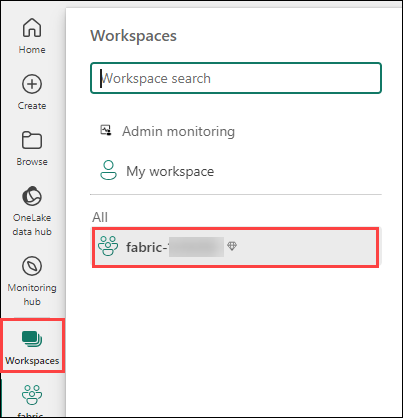 Home
Create
Browse
OneLake
data hub
Monitoring
hub
Workspaces
fabric-
Workspaces
Workspace search
Admin monitoring
My workspace
All
fabric-